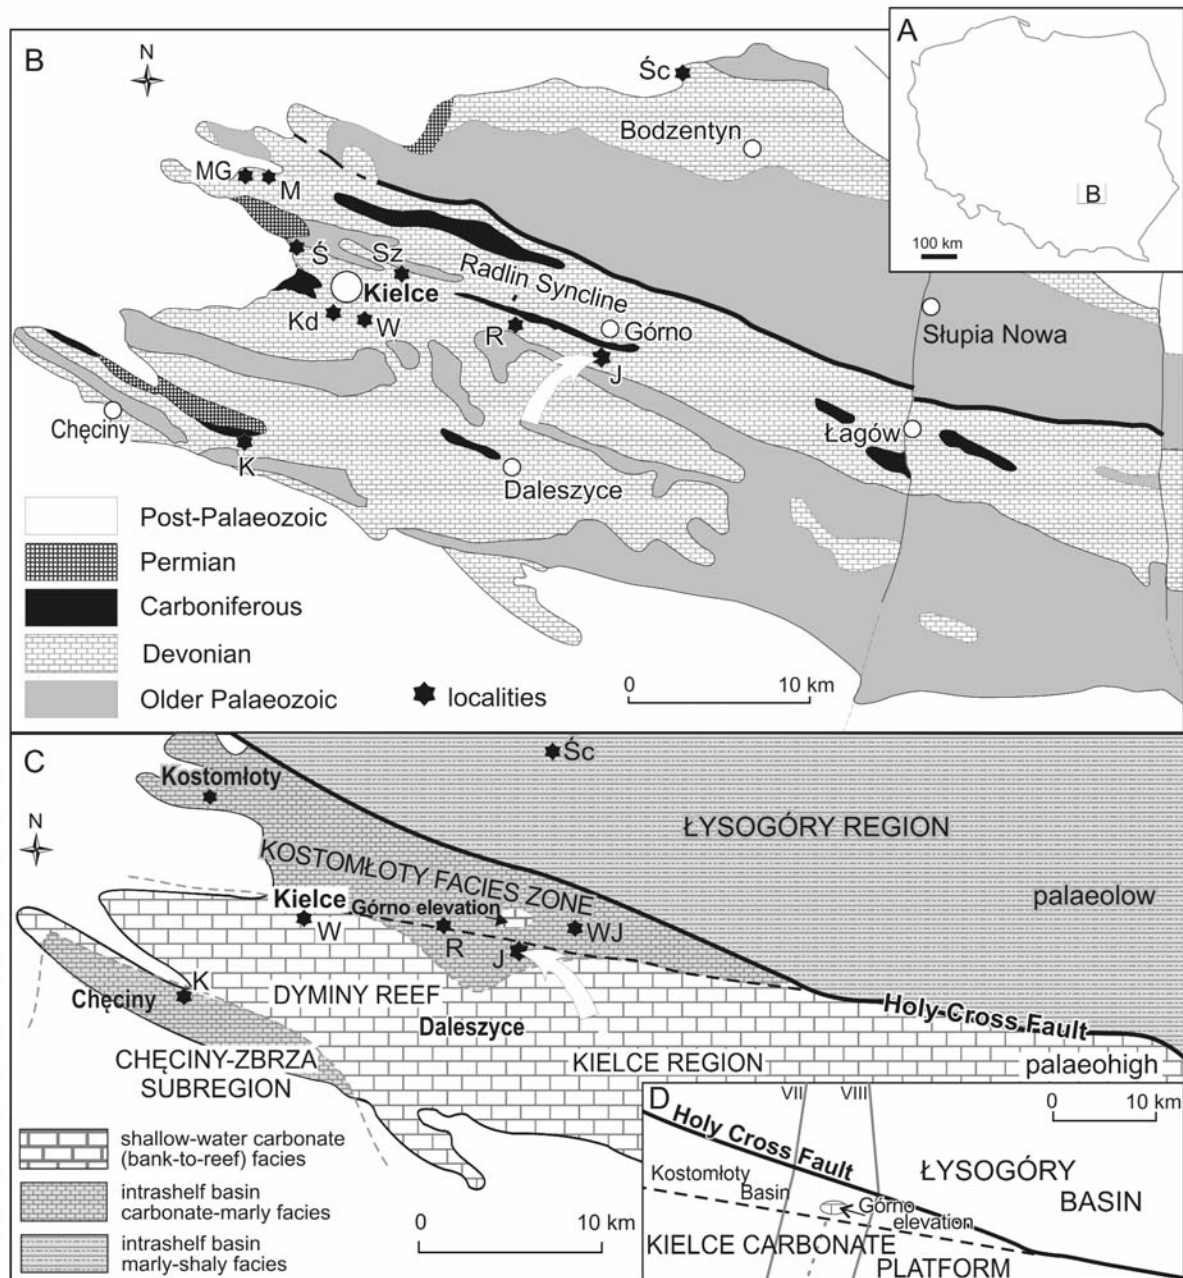 A
B
100 km
B
N
Śc
Bodzentyn
MG
M
Ś
Sz
Radlin Syncline
Kielce
Kd
W
R
Górno
J
Słupia Nowa
Chęciny
K
Łagów
Daleszyce
Post-Palaeozoic
Permian
Carboniferous
Devonian
Older Palaeozoic
localities
0 10 km
C
Śc
Kostomłoty
N
ŁYSOGÓRY REGION
KOSTOMŁOTY FACIES ZONE
palaeolow
Kielce
Górno elevation
W
R
WJ
J
K
Chęciny
DYMINY REEF
Daleszyce
Holy Cross Fault
CHĘCINY-ZBRZA
SUBREGION
KIELCE REGION
palaeohigh
shallow-water carbonate
(bank-to-reef) facies
intrashelf basin
carbonate-marly facies
intrashelf basin
marly-shaly facies
0 10 km
D
VII
VIII
0 10 km
Holy Cross Fault
ŁYSOGÓRY
BASIN
Kostomłoty
Basin
Górno
elevation
KIELCE CARBONATE
PLATFORM